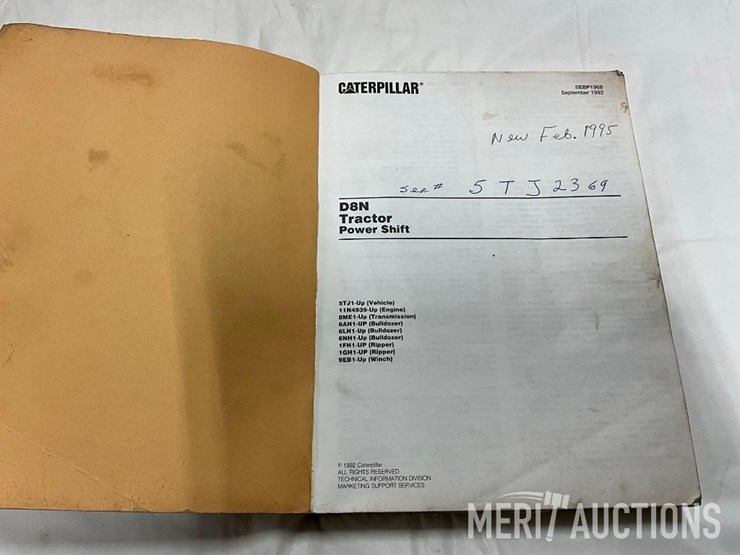 CATERPILLAR®
SEBP1968
September 1992
New Feb. 1995
Ser# 5TJ2369
D8N
Tractor
Power Shift
5TJ1-Up (Vehicle)
11N4939-Up (Engine)
8ME1-Up (Transmission)
8AH1-UP (Bulldozer)
6LH1-Up (Bulldozer)
6NH1-Up (Bulldozer)
1FH1-UP (Ripper)
1GH1-UP (Ripper)
9EB1-Up (Winch)
© 1992 Caterpillar
ALL RIGHTS RESERVED
TECHNICAL INFORMATION DIVISION
MARKETING SUPPORT SERVICES
MERIT AUCTIONS